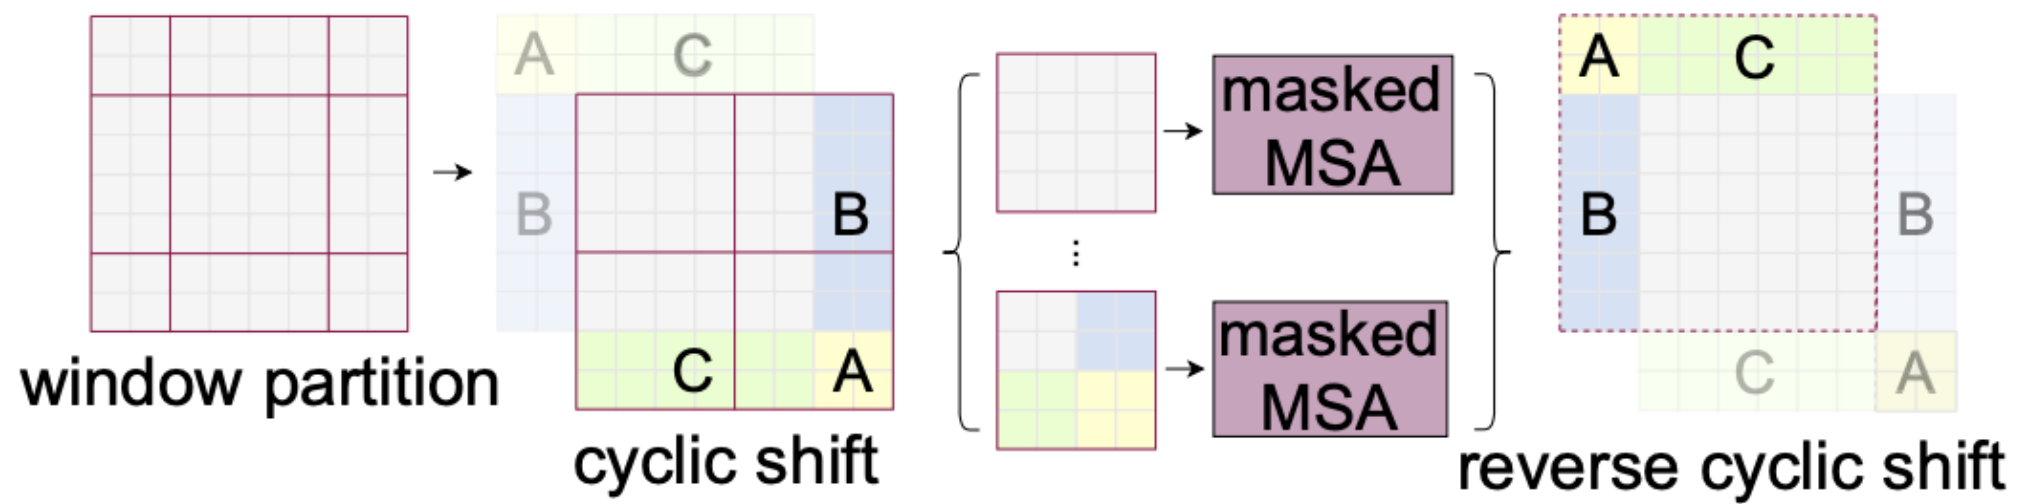 window partition
A C
B
B
C A
cyclic shift
masked
MSA
⋮
masked
MSA
A C
B
B
C A
reverse cyclic shift